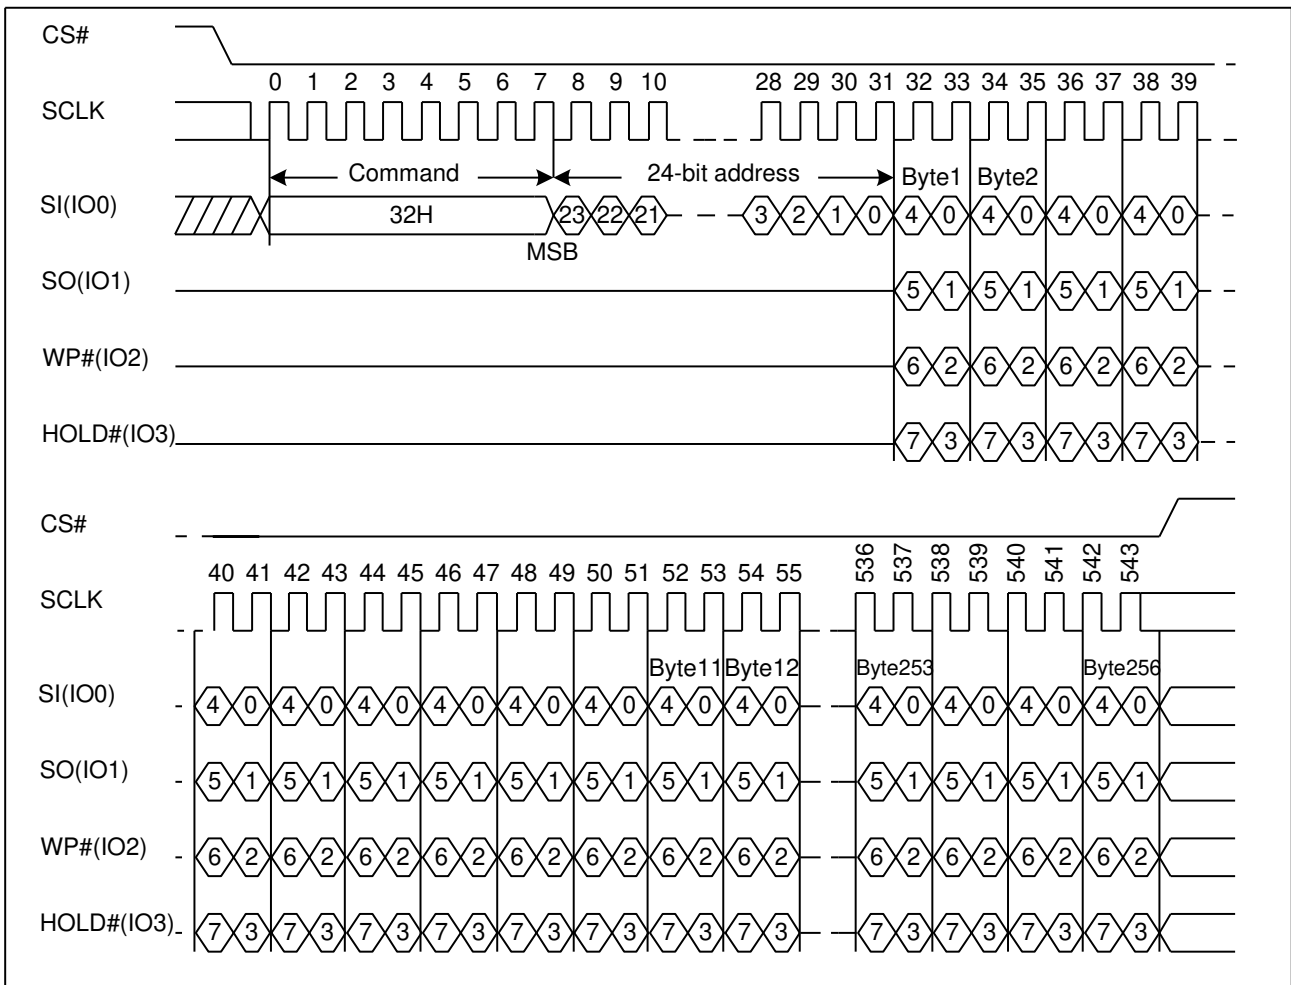 CS#
0 1 2 3 4 5 6 7 8 9 10 28 29 30 31 32 33 34 35 36 37 38 39
SCLK
Command 24-bit address Byte1 Byte2
SI(IO0) 32H 23 22 21 3 2 1 0 4 0 4 0 4 0 4 0
MSB
SO(IO1) 5 1 5 1 5 1 5 1
WP#(IO2) 6 2 6 2 6 2 6 2
HOLD#(IO3) 7 3 7 3 7 3 7 3
CS#
40 41 42 43 44 45 46 47 48 49 50 51 52 53 54 55 536 537 538 539 540 541 542 543
SCLK
Byte11 Byte12 Byte253 Byte256
SI(IO0) 4 0 4 0 4 0 4 0 4 0 4 0 4 0 4 0 4 0 4 0 4 0 4 0
SO(IO1) 5 1 5 1 5 1 5 1 5 1 5 1 5 1 5 1 5 1 5 1 5 1 5 1
WP#(IO2) 6 2 6 2 6 2 6 2 6 2 6 2 6 2 6 2 6 2 6 2 6 2 6 2
HOLD#(IO3) 7 3 7 3 7 3 7 3 7 3 7 3 7 3 7 3 7 3 7 3 7 3 7 3